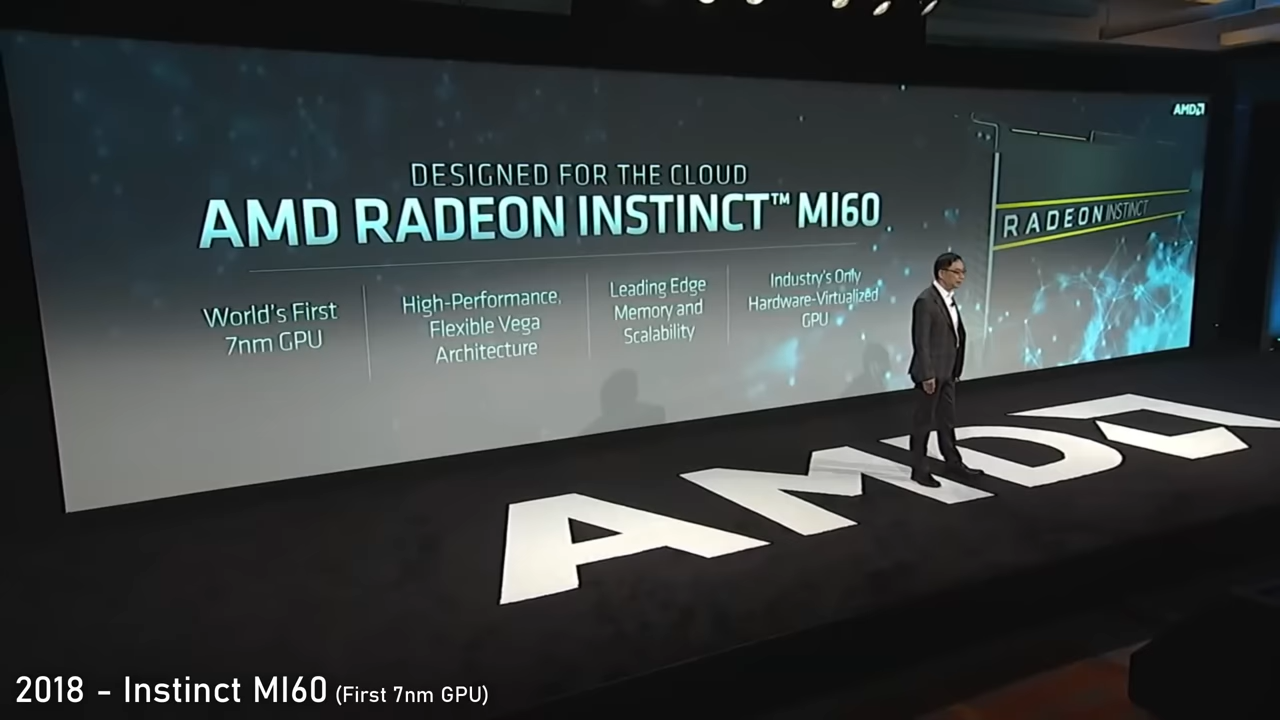 AMD
DESIGNED FOR THE CLOUD
AMD RADEON INSTINCT™ MI60
World's First
7nm GPU
High-Performance,
Flexible Vega
Architecture
Leading Edge
Memory and
Scalability
Industry's Only
Hardware-Virtualized
GPU
RADEON INSTINCT
AMD
2018 - Instinct MI60 (First 7nm GPU)